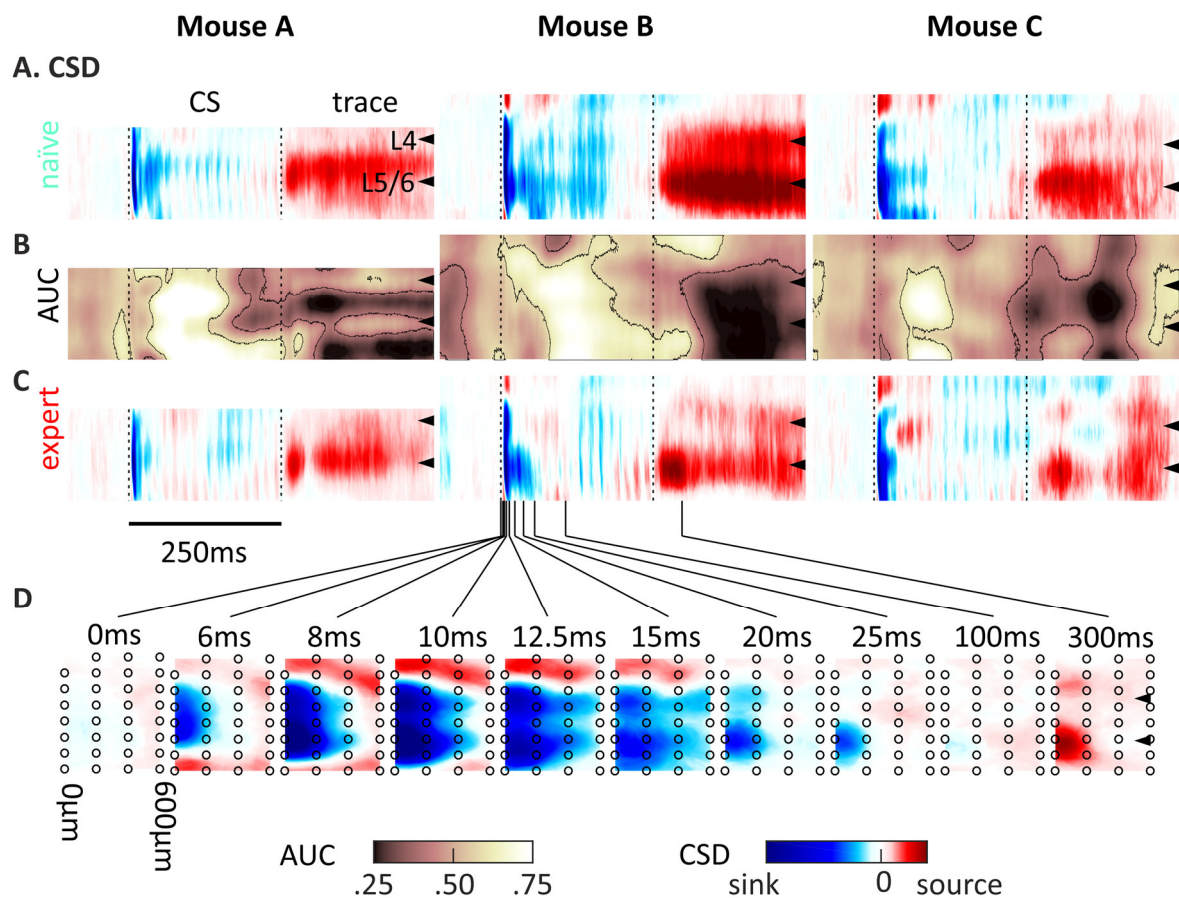 Mouse A Mouse B Mouse C
A. CSD
CS trace
naïve
L4
L5/6
B
AUC
C
expert
250ms
D
0ms 6ms 8ms 10ms 12.5ms 15ms 20ms 25ms 100ms 300ms
0µm 600µm
AUC CSD
.25 .50 .75 sink 0 source